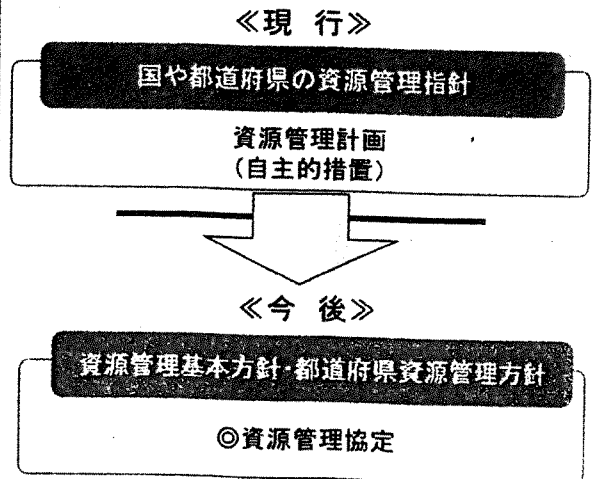 ≪現 行≫
国や都道府県の資源管理指針
資源管理計画
（自主的措置）
≪今 後≫
資源管理基本方針・都道府県資源管理方針
◎資源管理協定